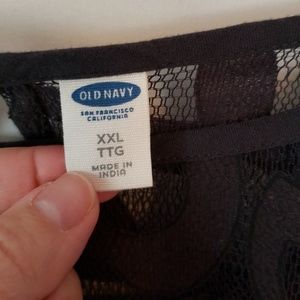 OLD NAVY
SAN FRANCISCO
CALIFORNIA
XXL
TTG
MADE IN
INDIA